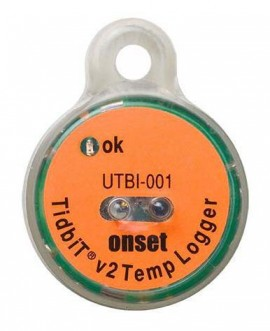 ok
UTBI-001
onset
TidbiT® v2 Temp Logger